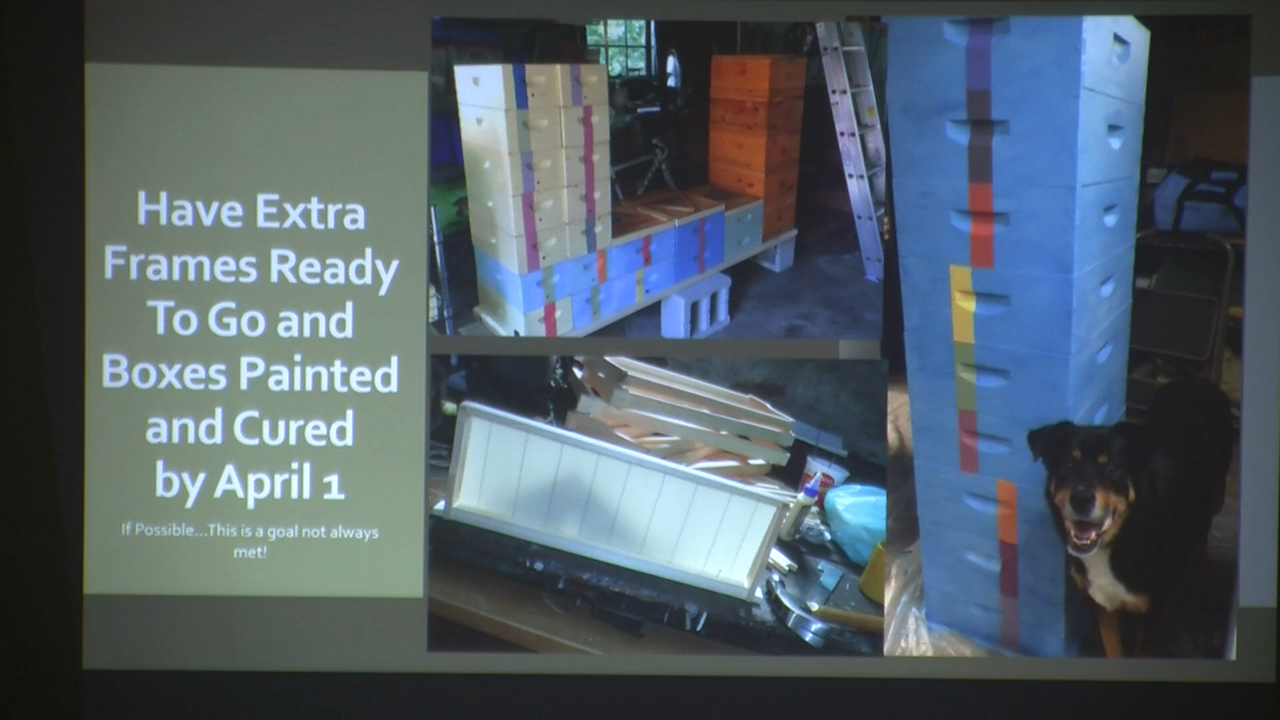 Have Extra
Frames Ready
To Go and
Boxes Painted
and Cured
by April 1
If Possible...This is a goal not always
met!